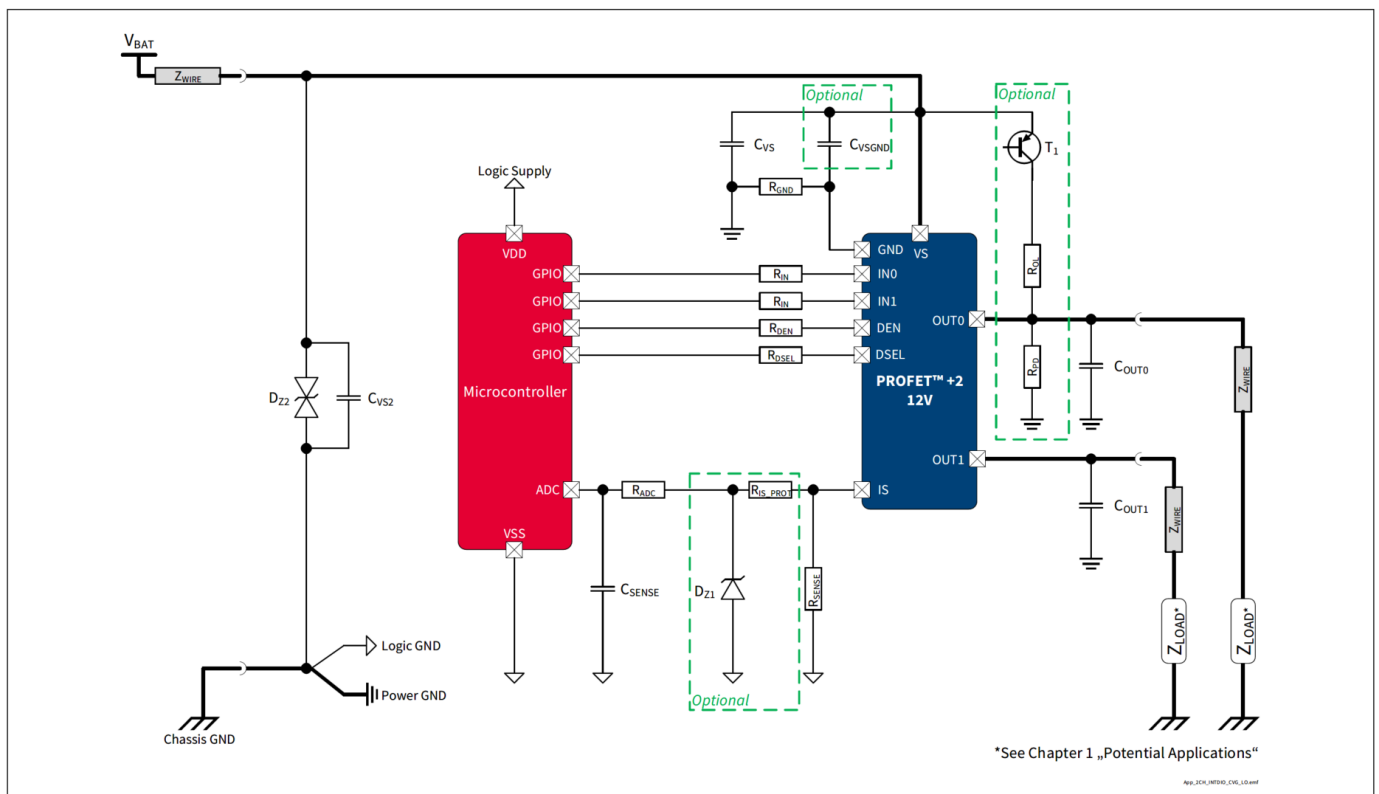 VBAT
ZWIRE
Optional
Optional
CVS
CVSGND
T1
Logic Supply
RGND
VDD
GND
VS
GPIO
RIN
IN0
ROL
GPIO
RIN
IN1
GPIO
RDEN
DEN
OUT0
GPIO
RDSEL
DSEL
RPD
COUT0
ZWIRE
Microcontroller
PROFET™ +2
12V
DZ2
CVS2
OUT1
ADC
RADC
RIS_PROT
IS
COUT1
ZWIRE
VSS
CSENSE
DZ1
RSENSE
ZLOAD*
ZLOAD*
Logic GND
Power GND
Optional
Chassis GND
*See Chapter 1 „Potential Applications“
App_2CH_INTDIO_CVG_LO.emf